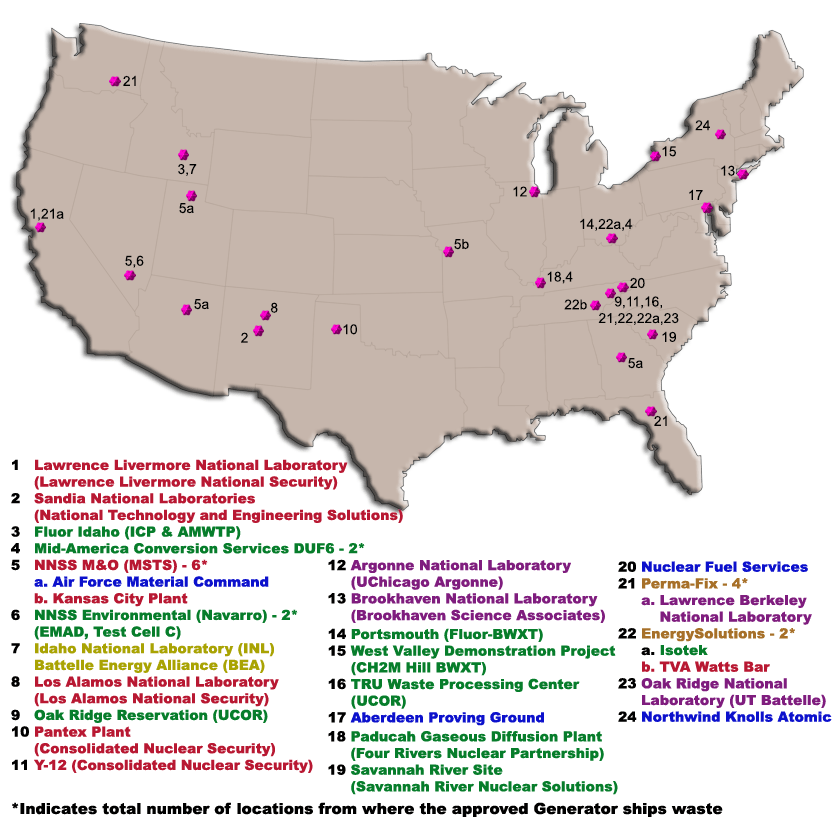 21
24
15
3,7
13
12
5a
17
1,21a
14,22a,4
5b
5,6
18,4
20
5a
9,11,16,
22b
8
21,22,22a,23
2
10
19
5a
21
1 Lawrence Livermore National Laboratory
(Lawrence Livermore National Security)
2 Sandia National Laboratories
(National Technology and Engineering Solutions)
3 Fluor Idaho (ICP & AMWTP)
4 Mid-America Conversion Services DUF6 - 2*
5 NNSS M&O (MSTS) - 6*
a. Air Force Material Command
b. Kansas City Plant
6 NNSS Environmental (Navarro) - 2*
(EMAD, Test Cell C)
7 Idaho National Laboratory (INL)
Battelle Energy Alliance (BEA)
8 Los Alamos National Laboratory
(Los Alamos National Security)
9 Oak Ridge Reservation (UCOR)
10 Pantex Plant
(Consolidated Nuclear Security)
11 Y-12 (Consolidated Nuclear Security)
12 Argonne National Laboratory
(UChicago Argonne)
13 Brookhaven National Laboratory
(Brookhaven Science Associates)
14 Portsmouth (Fluor-BWXT)
15 West Valley Demonstration Project
(CH2M Hill BWXT)
16 TRU Waste Processing Center
(UCOR)
17 Aberdeen Proving Ground
18 Paducah Gaseous Diffusion Plant
(Four Rivers Nuclear Partnership)
19 Savannah River Site
(Savannah River Nuclear Solutions)
20 Nuclear Fuel Services
21 Perma-Fix - 4*
a. Lawrence Berkeley
National Laboratory
22 EnergySolutions - 2*
a. Isotek
b. TVA Watts Bar
23 Oak Ridge National
Laboratory (UT Battelle)
24 Northwind Knolls Atomic
*Indicates total number of locations from where the approved Generator ships waste